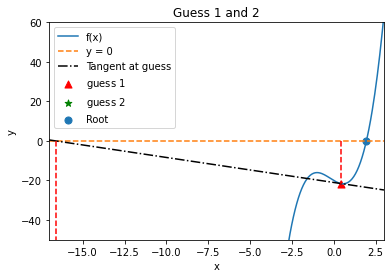 Guess 1 and 2
f(x)
y = 0
Tangent at guess
guess 1
guess 2
Root
60
40
20
0
−20
−40
y
−15.0 −12.5 −10.0 −7.5 −5.0 −2.5 0.0 2.5
x